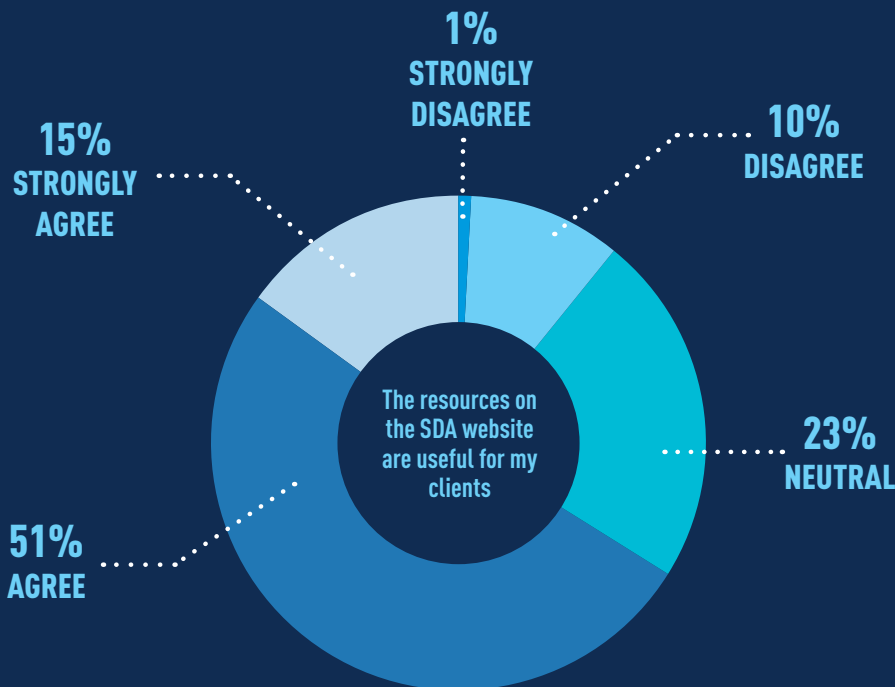 1%
STRONGLY
DISAGREE
15%
STRONGLY
AGREE
10%
DISAGREE
The resources on
the SDA website
are useful for my
clients
23%
NEUTRAL
51%
AGREE